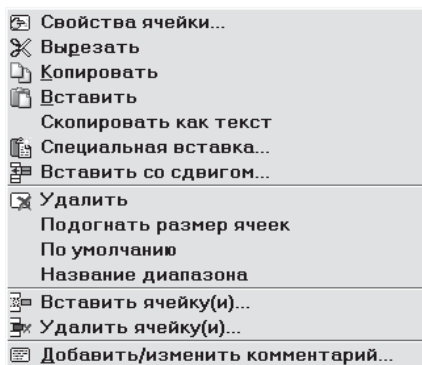 Свойства ячейки...
Вырезать
Копировать
Вставить
Скопировать как текст
Специальная вставка...
Вставить со сдвигом...
Удалить
Подогнать размер ячеек
По умолчанию
Название диапазона
Вставить ячейку(и)...
Удалить ячейку(и)...
Добавить/изменить комментарий...